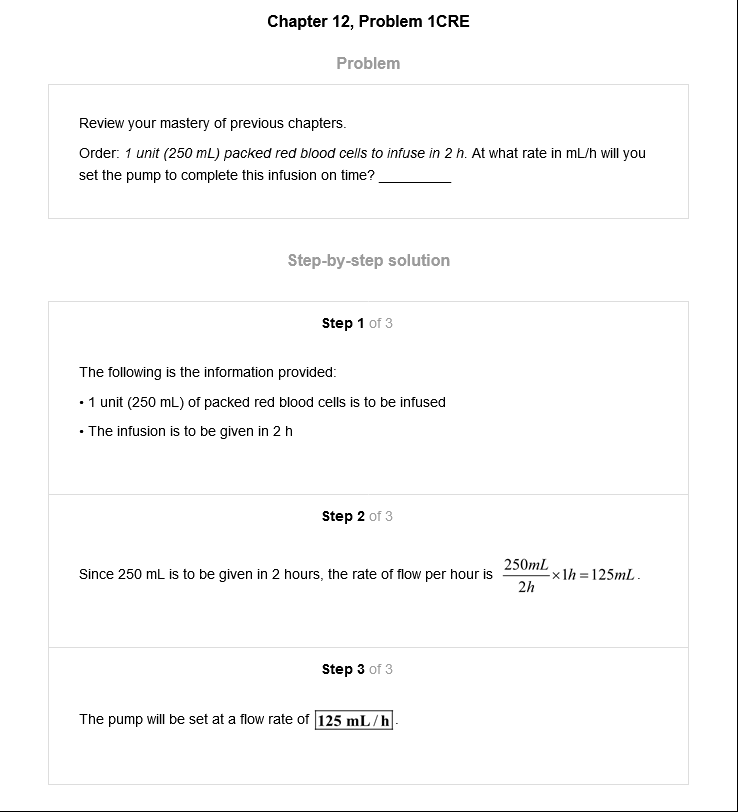 Chapter 12, Problem 1CRE
Problem
Review your mastery of previous chapters.
Order: 1 unit (250 mL) packed red blood cells to infuse in 2 h. At what rate in mL/h will you
set the pump to complete this infusion on time? __________
Step-by-step solution
Step 1 of 3
The following is the information provided:
• 1 unit (250 mL) of packed red blood cells is to be infused
• The infusion is to be given in 2 h
Step 2 of 3
Since 250 mL is to be given in 2 hours, the rate of flow per hour is 250mL/2h ×1h = 125mL.
Step 3 of 3
The pump will be set at a flow rate of 125 mL/h.